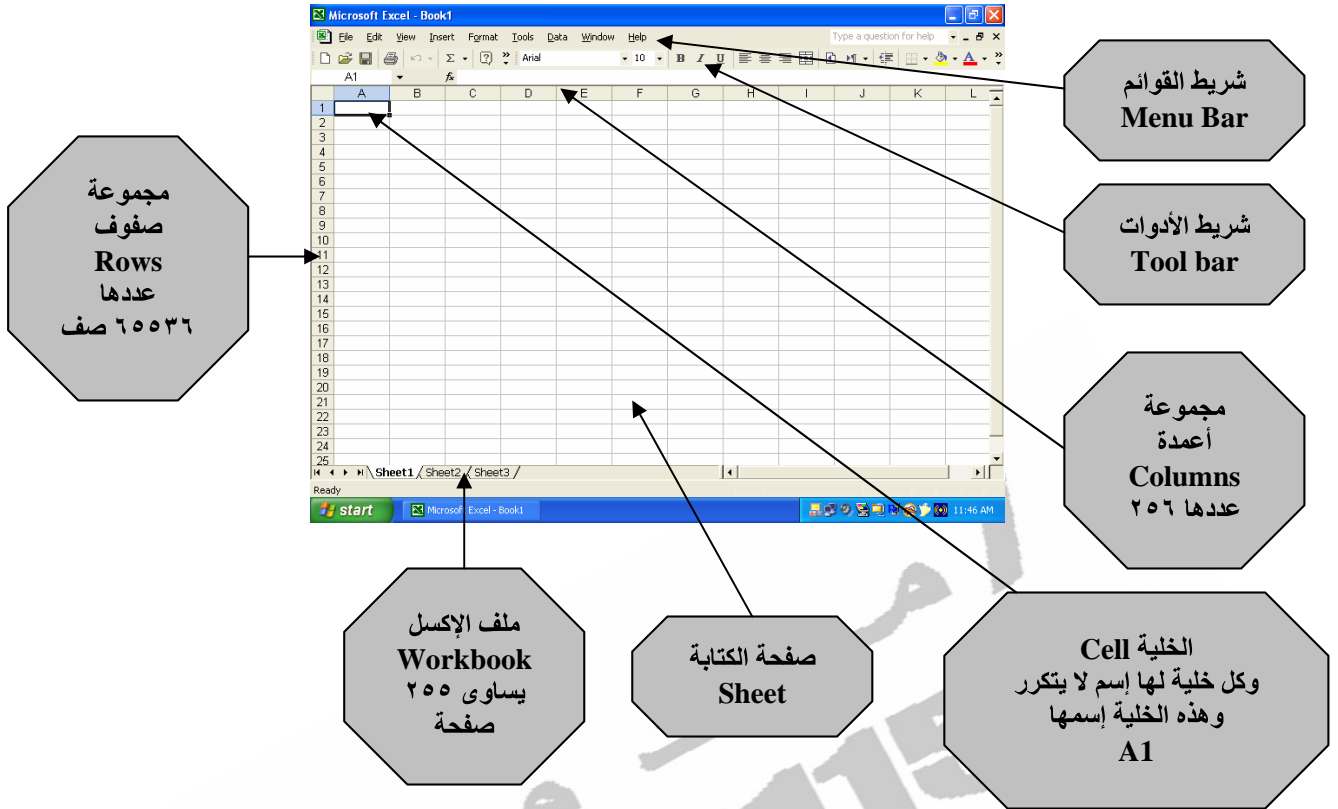 Microsoft Excel - Book1
File Edit View Insert Format Tools Data Window Help Type a question for help
Arial 10 B I U
A1 fx
A B C D E F G H I J K L
1
2
3
4
5
6
7
8
9
10
11
12
13
14
15
16
17
18
19
20
21
22
23
24
25
Sheet1 Sheet2 Sheet3
Ready
start Microsoft Excel - Book1 11:46 AM
شريط القوائم
Menu Bar
شريط الأدوات
Tool bar
مجموعة
صفوف
Rows
عددها
٦٥٥٣٦ صف
مجموعة
أعمدة
Columns
عددها ٢٥٦
ملف الإكسل
Workbook
يساوى ٢٥٥
صفحة
صفحة الكتابة
Sheet
الخلية Cell
وكل خلية لها إسم لا يتكرر
وهذه الخلية إسمها
A1